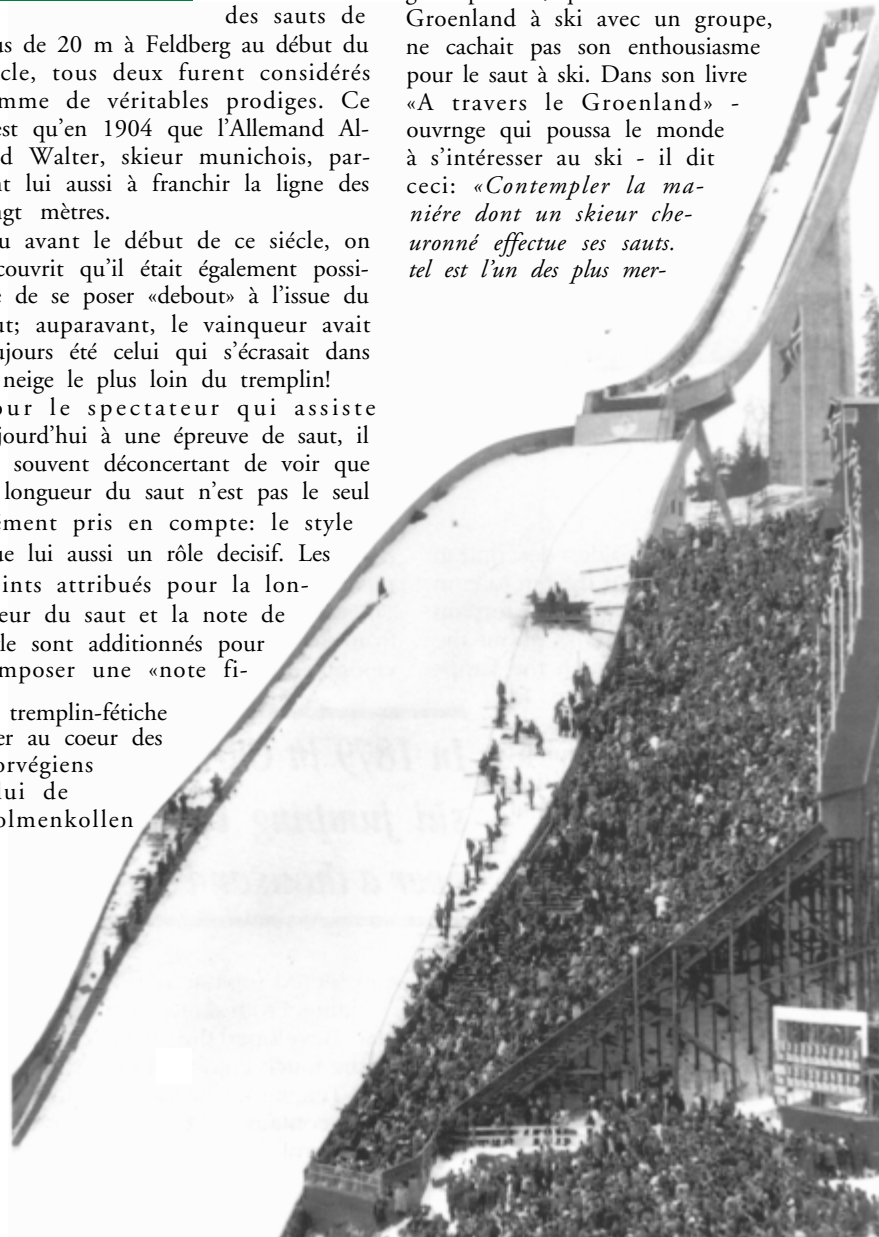 des sauts de
us de 20 m à Feldberg au début du
cle, tous deux furent considérés
mme de véritables prodiges. Ce
est qu'en 1904 que l'Allemand Al-
d Walter, skieur munichois, par-
nt lui aussi à franchir la ligne des
ngt mètres.
u avant le début de ce siécle, on
couvrit qu'il était également possi-
e de se poser «debout» à l'issue du
ut; auparavant, le vainqueur avait
ujours été celui qui s'écrasait dans
neige le plus loin du tremplin!
our le spectateur qui assiste
jourd'hui à une épreuve de saut, il
souvent déconcertant de voir que
longueur du saut n'est pas le seul
ément pris en compte: le style
ue lui aussi un rôle decisif. Les
ints attribués pour la lon-
eur du saut et la note de
le sont additionnés pour
mposer une «note fi-
tremplin-fétiche
er au coeur des
orvégiens
lui de
olmenkollen
Groenland à ski avec un groupe,
ne cachait pas son enthousiasme
pour le saut à ski. Dans son livre
«A travers le Groenland» -
ouvrnge qui poussa le monde
à s'intéresser au ski - il dit
ceci: «Contempler la ma-
niére dont un skieur che-
uronné effectue ses sauts.
tel est l'un des plus mer-